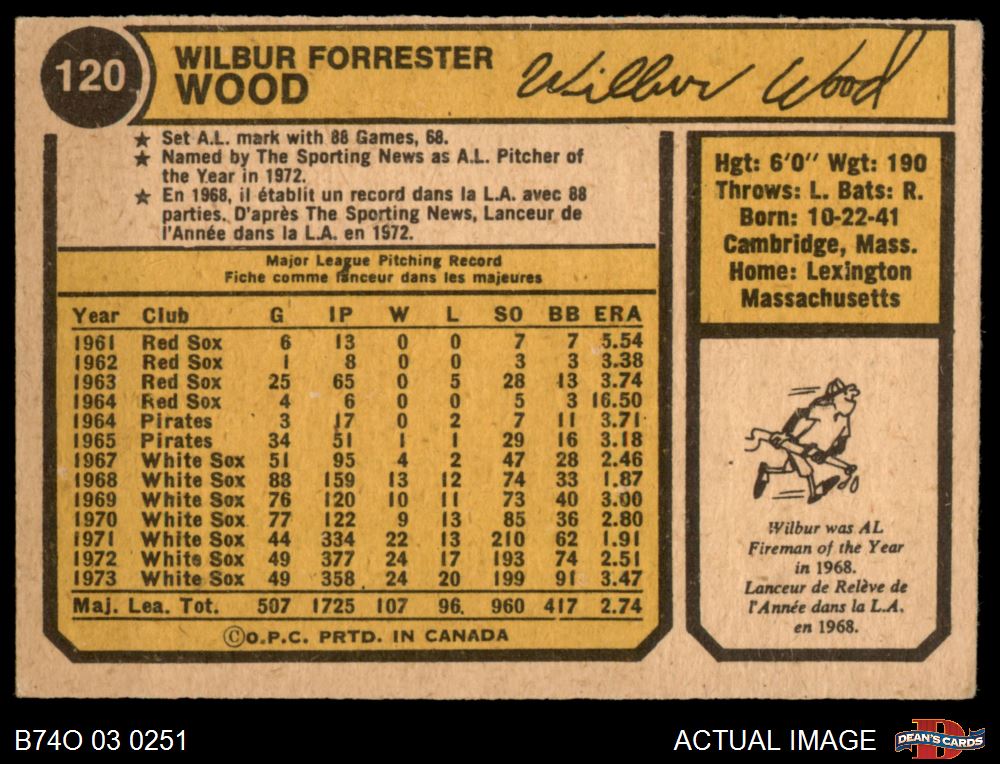 120
WILBUR FORRESTER
WOOD
Wilbur Wood
★ Set A.L. mark with 88 Games, 68.
★ Named by The Sporting News as A.L. Pitcher of
the Year in 1972.
★ En 1968, il établit un record dans la L.A. avec 88
parties. D'après The Sporting News, Lanceur de
l'Année dans la L.A. en 1972.
Major League Pitching Record
Fiche comme lanceur dans les majeures
Year Club G IP W L SO BB ERA
1961 Red Sox 6 13 0 0 7 7 5.54
1962 Red Sox 1 8 0 0 3 3 3.38
1963 Red Sox 25 65 0 5 28 13 3.74
1964 Red Sox 4 6 0 0 5 3 16.50
1964 Pirates 3 17 0 2 7 11 3.71
1965 Pirates 34 51 1 1 29 16 3.18
1967 White Sox 51 95 4 2 47 28 2.46
1968 White Sox 88 159 13 12 74 33 1.87
1969 White Sox 76 120 10 11 73 40 3.00
1970 White Sox 77 122 9 13 85 36 2.80
1971 White Sox 44 334 22 13 210 62 1.91
1972 White Sox 49 377 24 17 193 74 2.51
1973 White Sox 49 358 24 20 199 91 3.47
Maj. Lea. Tot. 507 1725 107 96 960 417 2.74
©O.P.C. PRTD. IN CANADA
Hgt: 6'0" Wgt: 190
Throws: L. Bats: R.
Born: 10-22-41
Cambridge, Mass.
Home: Lexington
Massachusetts
Wilbur was AL
Fireman of the Year
in 1968.
Lanceur de Relève de
l'Année dans la L.A.
en 1968.
B74O 03 0251
ACTUAL IMAGE
D
DEAN'S CARDS